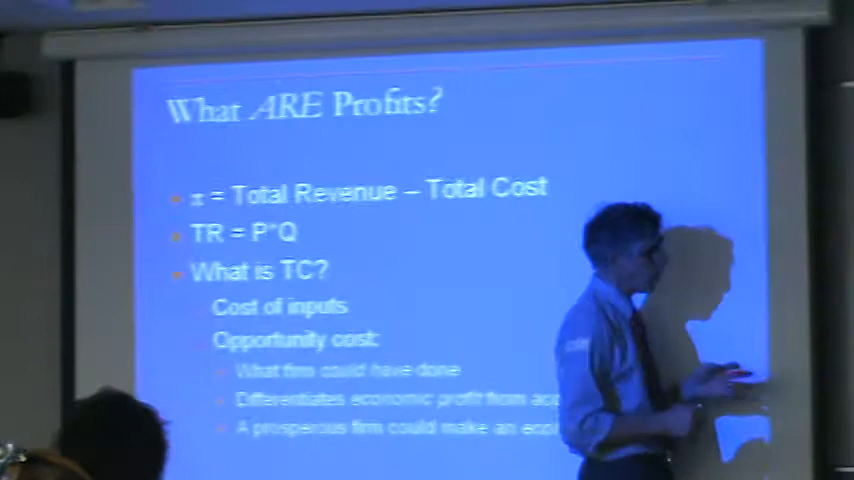 What ARE Profits?
π = Total Revenue – Total Cost
TR = P*Q
What is TC?
Cost of inputs
Opportunity cost:
What firm could have done
Differentiates economic profit from
A prosperous firm could make an